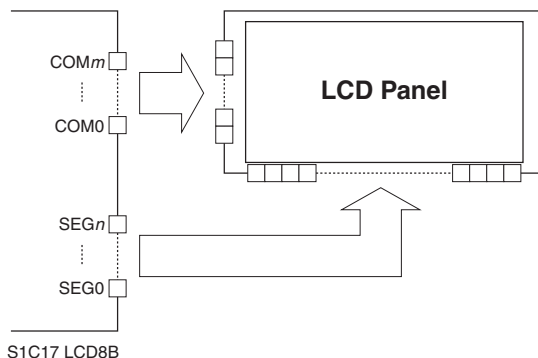 COMm
COM0
SEGn
SEG0
S1C17 LCD8B
LCD Panel